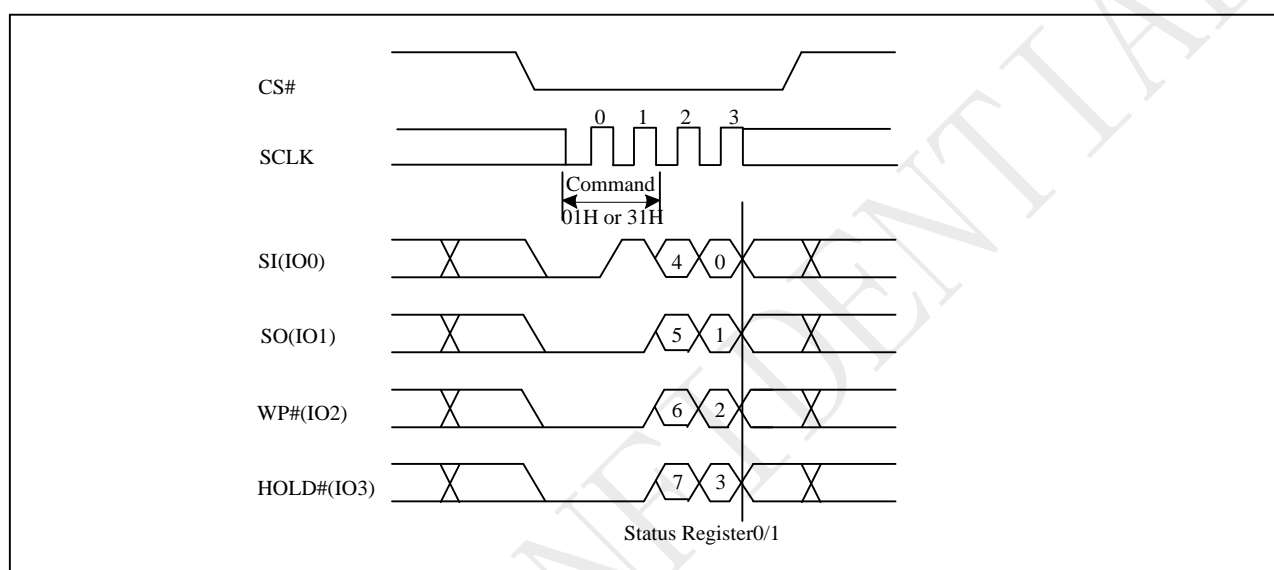 CS#
0 1 2 3
SCLK
Command
01H or 31H
SI(IO0)
4 0
SO(IO1)
5 1
WP#(IO2)
6 2
HOLD#(IO3)
7 3
Status Register0/1
NFIDENTIAL